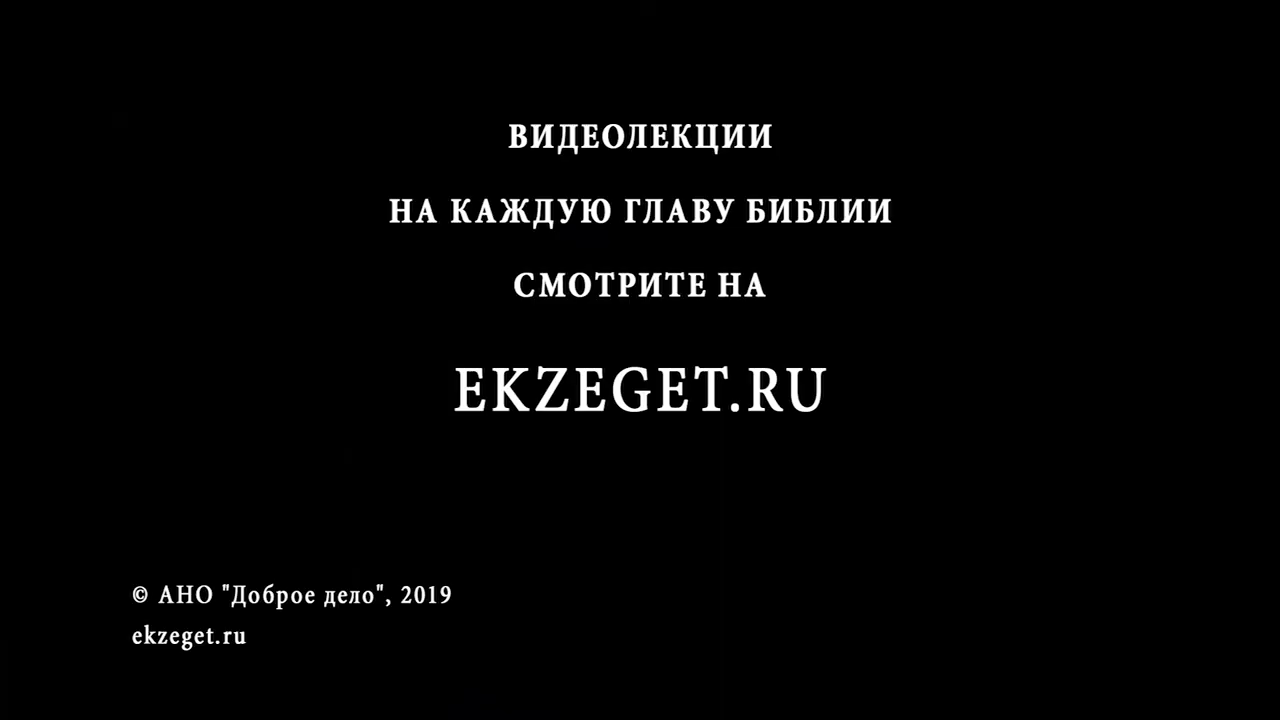 ВИДЕОЛЕКЦИИ
НА КАЖДУЮ ГЛАВУ БИБЛИИ
СМОТРИТЕ НА
EKZEGET.RU
© АНО "Доброе дело", 2019
ekzeget.ru